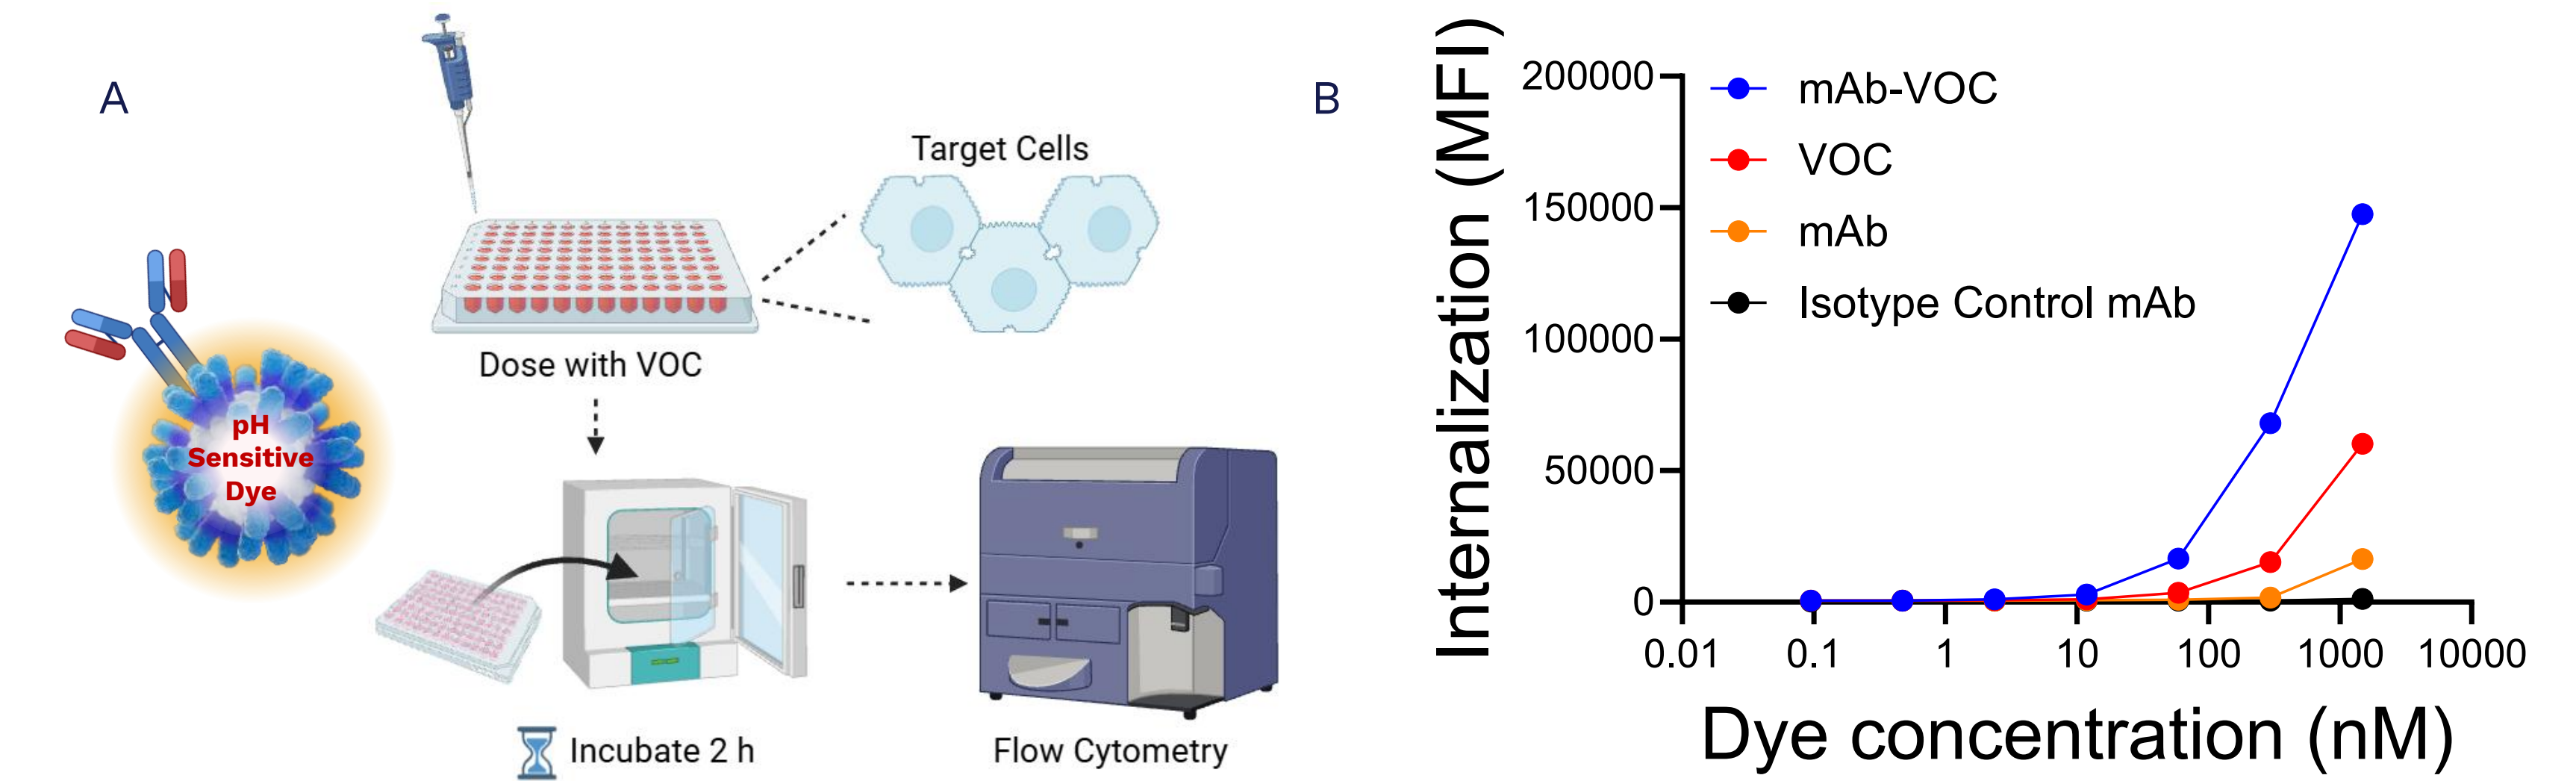 A
pH
Sensitive
Dye
Dose with VOC
Target Cells
Incubate 2 h
Flow Cytometry
B
Internalization (MFI)
200000
150000
100000
50000
0
mAb-VOC
VOC
mAb
Isotype Control mAb
0.01 0.1 1 10 100 1000 10000
Dye concentration (nM)